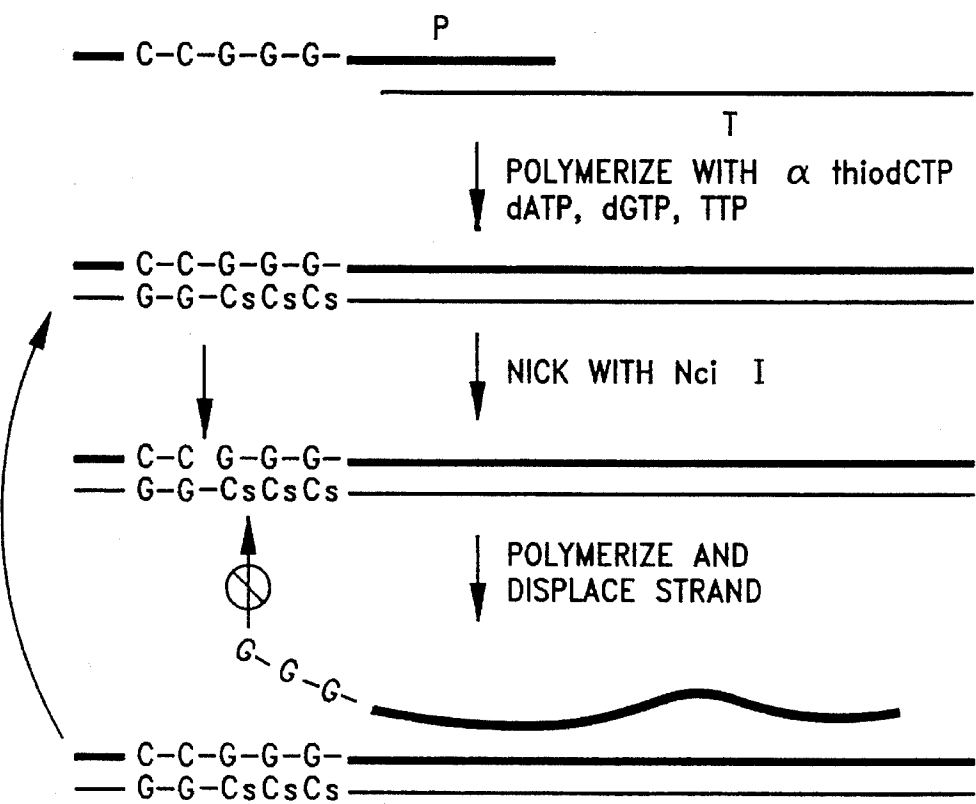 P
C-C-G-G-G-
T
POLYMERIZE WITH α thiodCTP
dATP, dGTP, TTP
C-C-G-G-G-
G-G-CsCsCs
NICK WITH Nci I
C-C G-G-G-
G-G-CsCsCs
POLYMERIZE AND
DISPLACE STRAND
G-G-G-
C-C-G-G-G-
G-G-CsCsCs